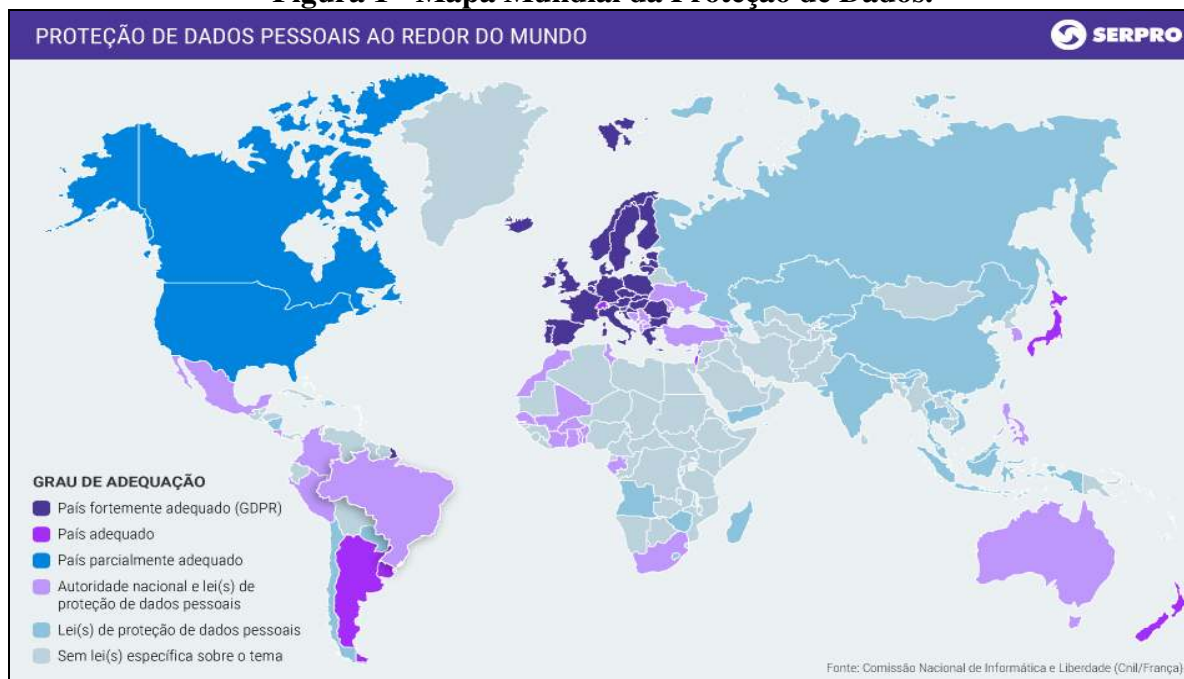 Figura 1 - Mapa Mundial da Proteção de Dados.
PROTEÇÃO DE DADOS PESSOAIS AO REDOR DO MUNDO
SERPRO
GRAU DE ADEQUAÇÃO
País fortemente adequado (GDPR)
País adequado
País parcialmente adequado
Autoridade nacional e lei(s) de
proteção de dados pessoais
Lei(s) de proteção de dados pessoais
Sem lei(s) específica sobre o tema
Fonte: Comissão Nacional de Informática e Liberdade (Cnil/França)